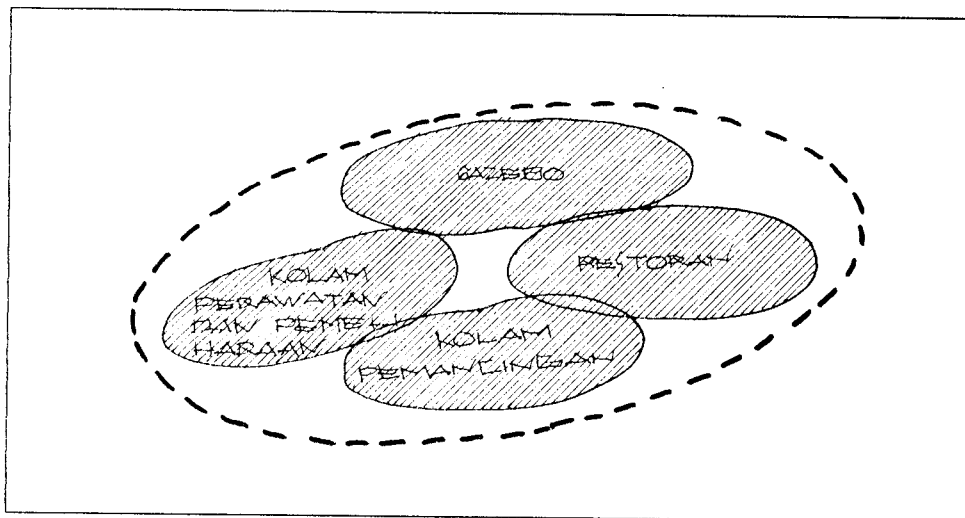 GAZEBO
RESTORAN
KOLAM
PERAWATAN
DAN PEMELI
HARAAN
KOLAM
PEMANCINGAN